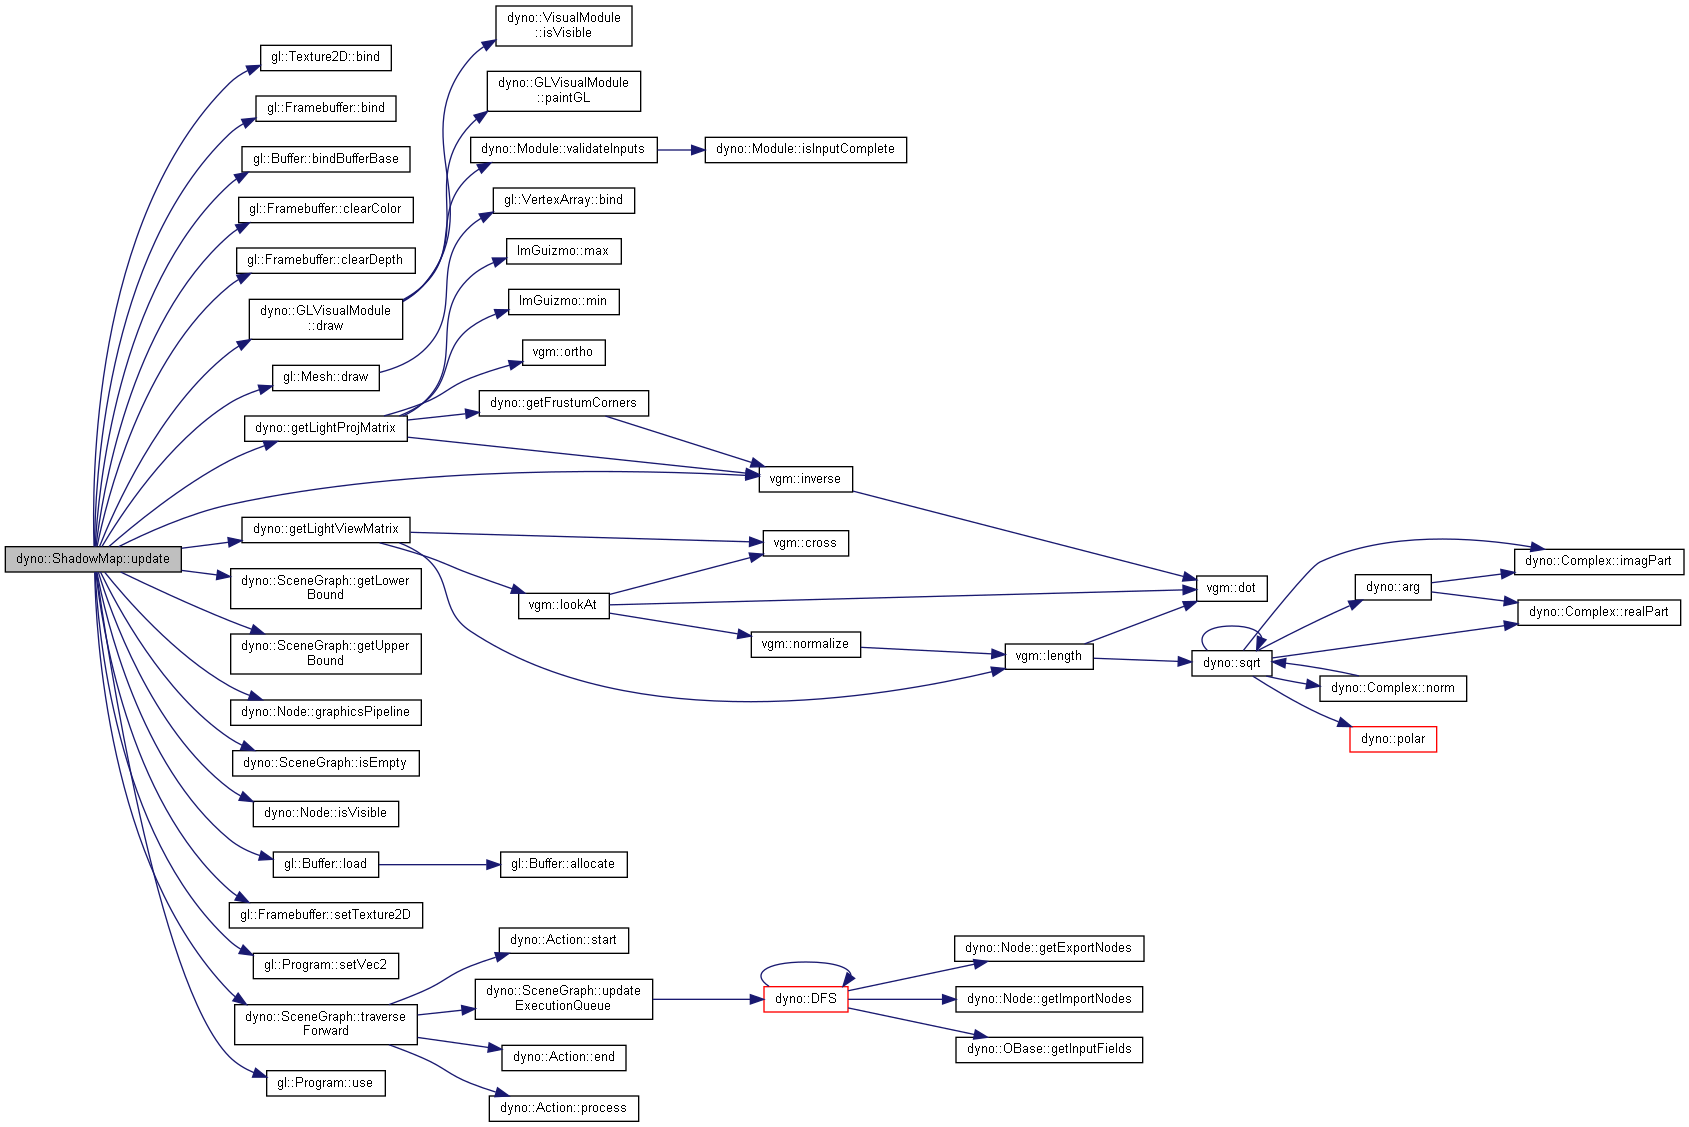 dyno::ShadowMap::update
gl::Texture2D::bind
gl::Framebuffer::bind
gl::Buffer::bindBufferBase
gl::Framebuffer::clearColor
gl::Framebuffer::clearDepth
dyno::GLVisualModule
::draw
gl::Mesh::draw
dyno::getLightProjMatrix
dyno::getLightViewMatrix
dyno::SceneGraph::getLower
Bound
dyno::SceneGraph::getUpper
Bound
dyno::Node::graphicsPipeline
dyno::SceneGraph::isEmpty
dyno::Node::isVisible
gl::Buffer::load
gl::Framebuffer::setTexture2D
gl::Program::setVec2
dyno::SceneGraph::traverse
Forward
gl::Program::use
dyno::VisualModule
::isVisible
dyno::GLVisualModule
::paintGL
dyno::Module::validateInputs
gl::VertexArray::bind
ImGuizmo::max
ImGuizmo::min
vgm::ortho
dyno::getFrustumCorners
vgm::lookAt
gl::Buffer::allocate
dyno::Action::start
dyno::SceneGraph::update
ExecutionQueue
dyno::Action::end
dyno::Action::process
dyno::Module::isInputComplete
vgm::inverse
vgm::cross
vgm::normalize
dyno::DFS
dyno::Node::getExportNodes
dyno::Node::getImportNodes
dyno::OBase::getInputFields
vgm::length
vgm::dot
dyno::sqrt
dyno::arg
dyno::Complex::norm
dyno::polar
dyno::Complex::imagPart
dyno::Complex::realPart